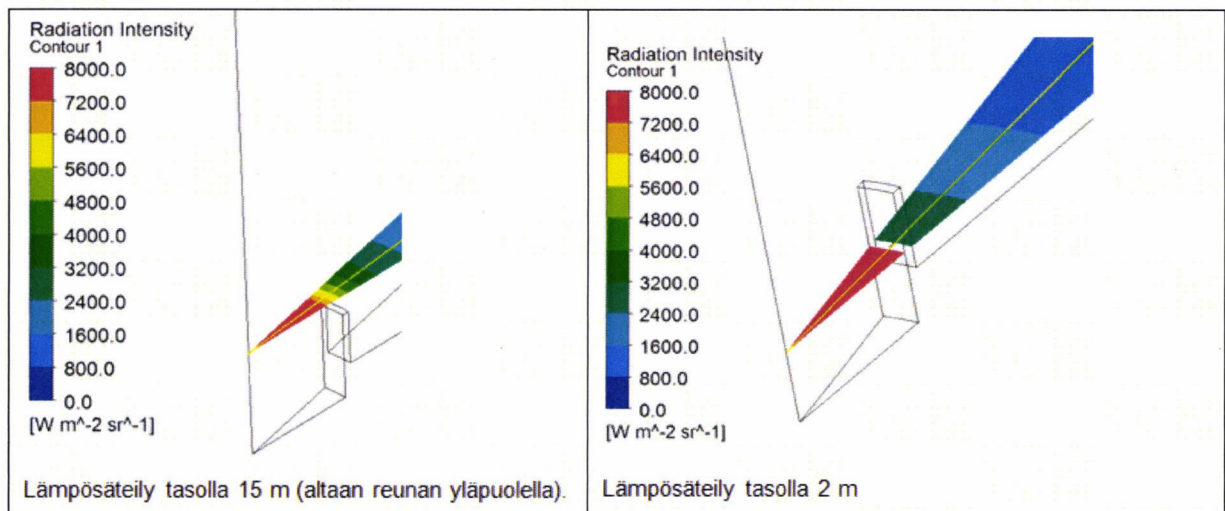 Radiation Intensity
Contour 1
8000.0
7200.0
6400.0
5600.0
4800.0
4000.0
3200.0
2400.0
1600.0
800.0
0.0
[W m^-2 sr^-1]
Lämpösäteily tasolla 15 m (altaan reunan yläpuolella).
Radiation Intensity
Contour 1
8000.0
7200.0
6400.0
5600.0
4800.0
4000.0
3200.0
2400.0
1600.0
800.0
0.0
[W m^-2 sr^-1]
Lämpösäteily tasolla 2 m